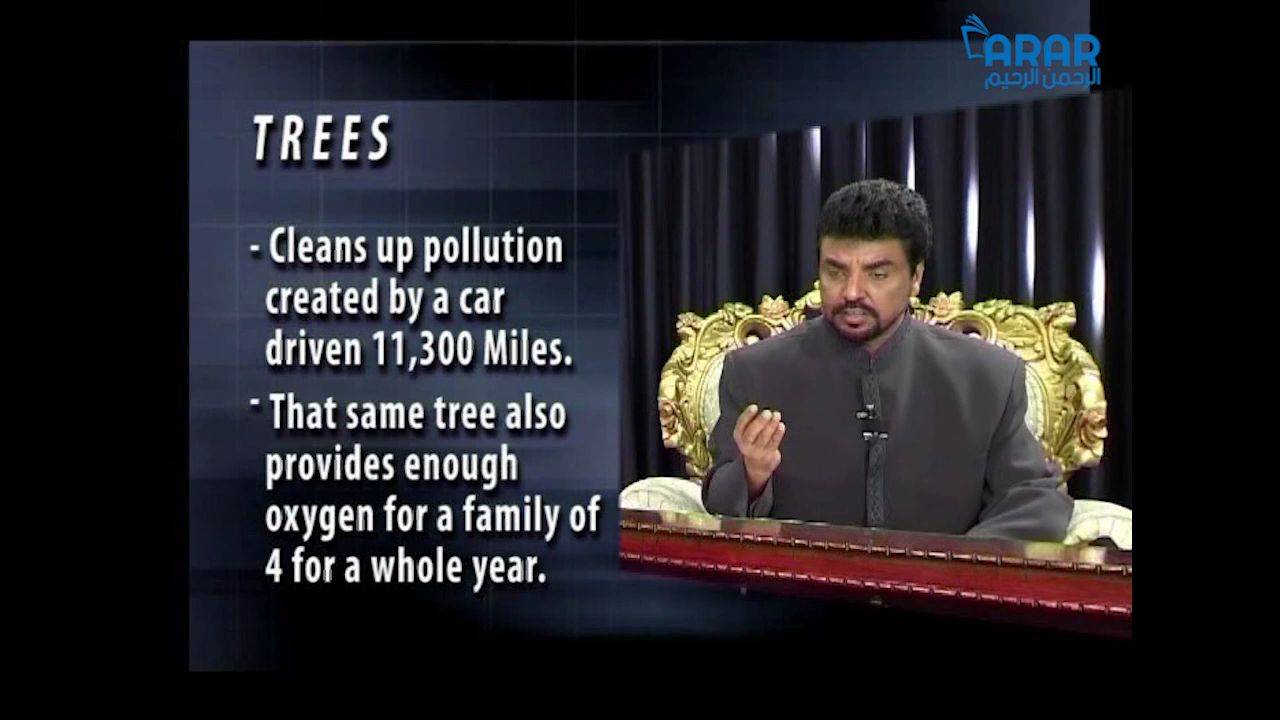 ARAR
الرحمن الرحيم
TREES
- Cleans up pollution
created by a car
driven 11,300 Miles.
- That same tree also
provides enough
oxygen for a family of
4 for a whole year.